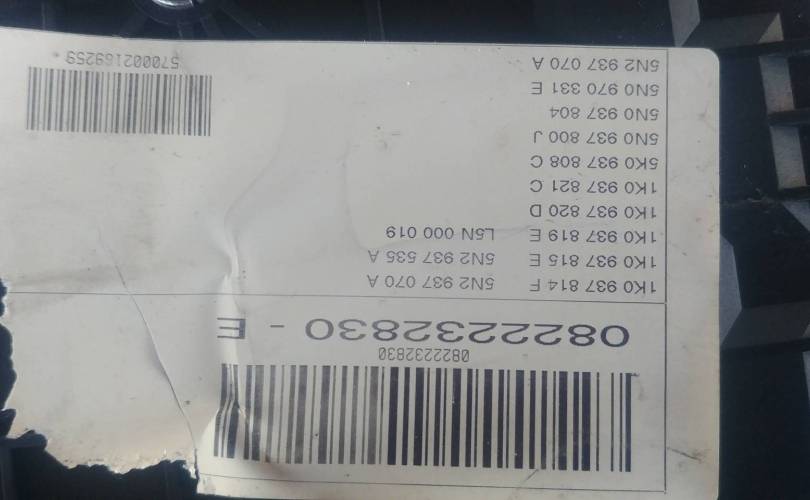 0822232830
0822232830 - E
1K0 937 814 F 5N2 937 070 A
1K0 937 815 E 5N2 937 535 A
1K0 937 819 E L5N 000 019
1K0 937 820 D
1K0 937 821 C
5K0 937 808 C
5N0 937 800 J
5N0 937 804
5N0 970 331 E
5N2 937 070 A
570002169259 *